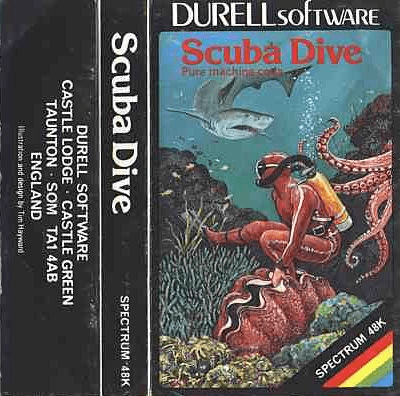 DURELL SOFTWARE
CASTLE LODGE · CASTLE GREEN
TAUNTON · SOM TA1 4AB
ENGLAND
Illustration and design by Tim Hayward
Scuba Dive
SPECTRUM 48K
DURELL SOFTWARE
Scuba Dive
Pure machine code
SPECTRUM 48K